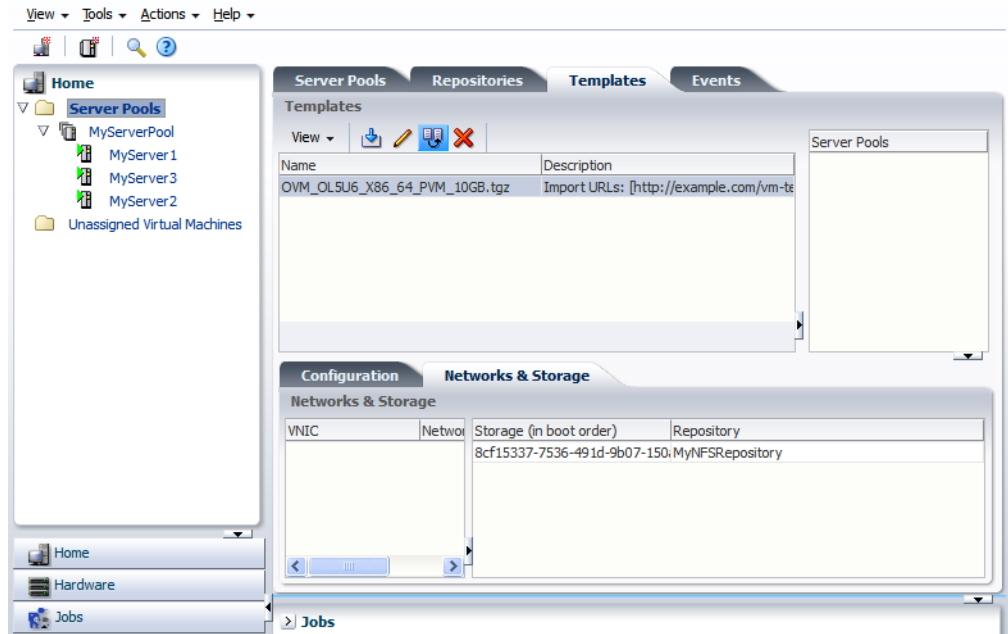 View Tools Actions Help
Home
Server Pools
MyServerPool
MyServer1
MyServer3
MyServer2
Unassigned Virtual Machines
Home
Hardware
Jobs
Server Pools Repositories Templates Events
Templates
View
Name Description
OVM_OL5U6_X86_64_PVM_10GB.tgz Import URLs: [http://example.com/vm-te
Server Pools
Configuration Networks & Storage
Networks & Storage
VNIC Networ Storage (in boot order) Repository
8cf15337-7536-491d-9b07-150 MyNFSRepository
Jobs